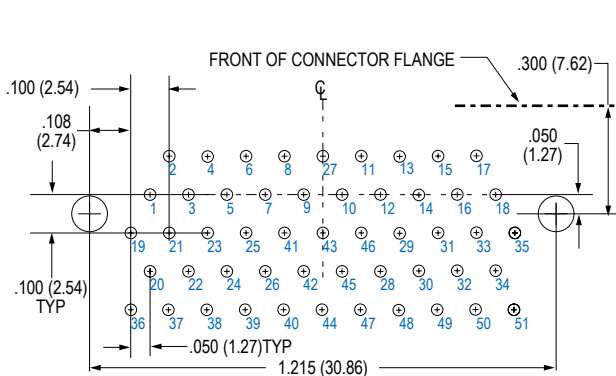 FRONT OF CONNECTOR FLANGE
.300 (7.62)
.100 (2.54)
℄
.108
(2.74)
.050
(1.27)
2 4 6 8 27 11 13 15 17
1 3 5 7 9 10 12 14 16 18
19 21 23 25 41 43 46 29 31 33 35
.100 (2.54)
TYP
20 22 24 26 42 45 28 30 32 34
36 37 38 39 40 44 47 48 49 50 51
.050 (1.27)TYP
1.215 (30.86)